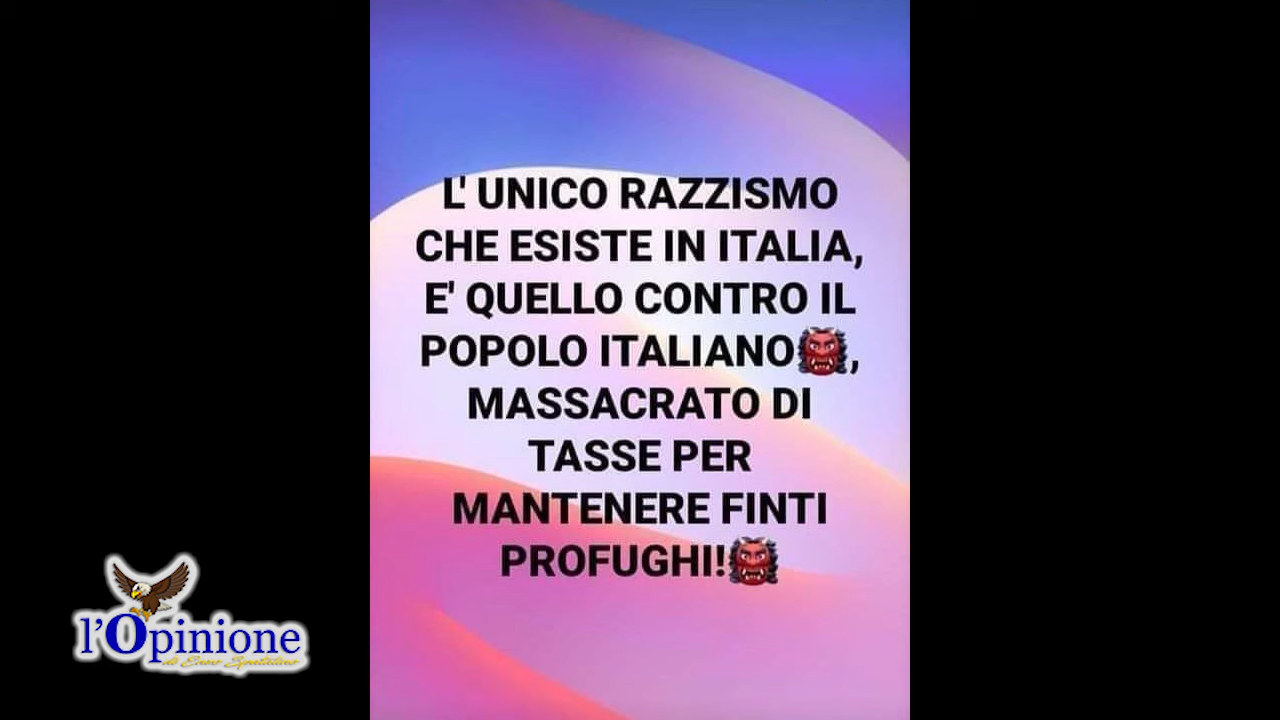 L' UNICO RAZZISMO
CHE ESISTE IN ITALIA,
E' QUELLO CONTRO IL
POPOLO ITALIANO👹,
MASSACRATO DI
TASSE PER
MANTENERE FINTI
PROFUGHI!👹
l'Opinione